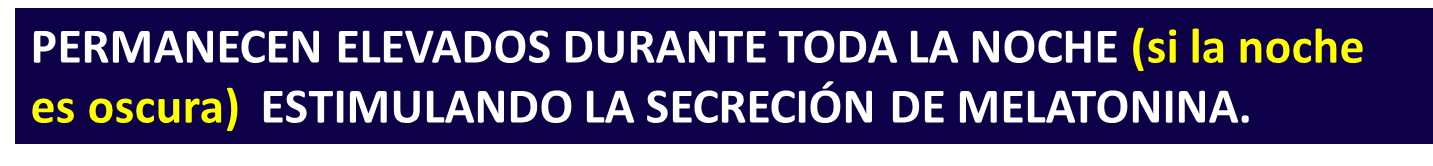 PERMANECEN ELEVADOS DURANTE TODA LA NOCHE (si la noche
es oscura) ESTIMULANDO LA SECRECIÓN DE MELATONINA.